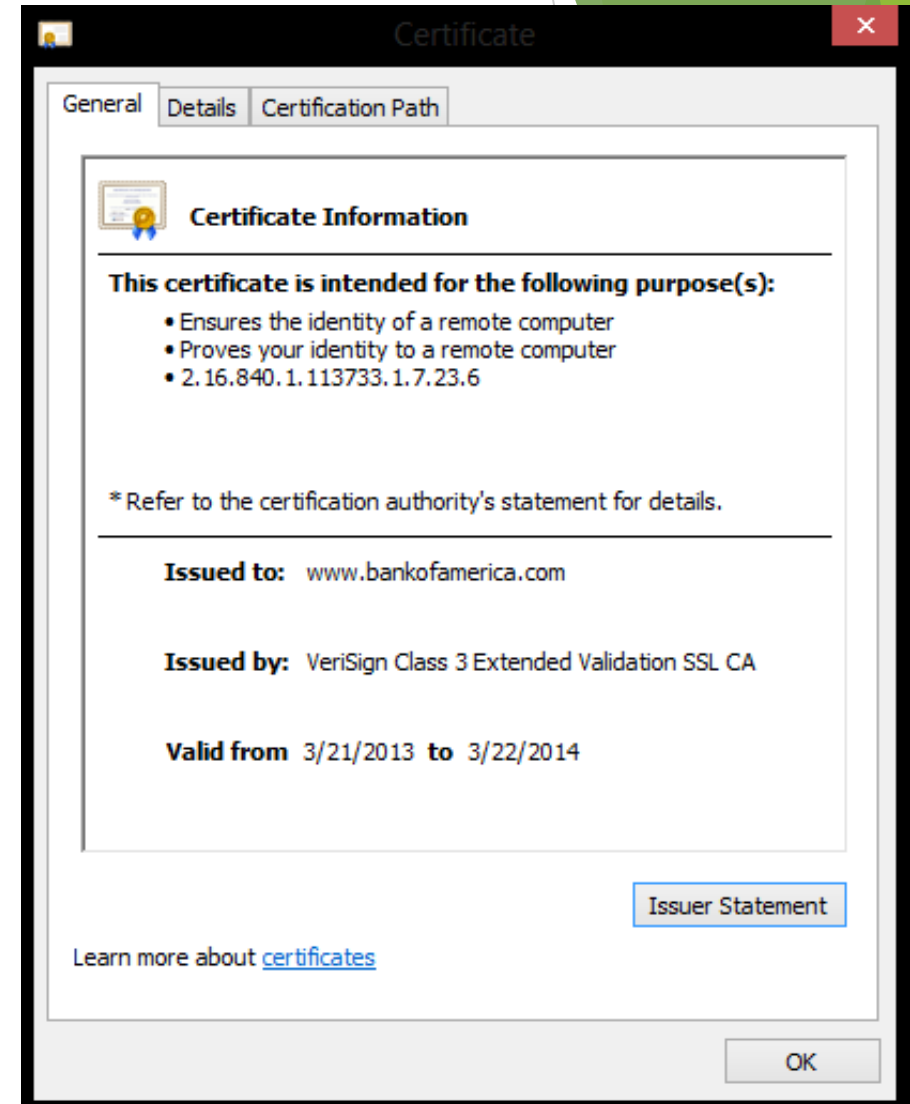 Certificate
General Details Certification Path
Certificate Information
This certificate is intended for the following purpose(s):
• Ensures the identity of a remote computer
• Proves your identity to a remote computer
• 2.16.840.1.113733.1.7.23.6
* Refer to the certification authority's statement for details.
Issued to: www.bankofamerica.com
Issued by: VeriSign Class 3 Extended Validation SSL CA
Valid from 3/21/2013 to 3/22/2014
Issuer Statement
Learn more about certificates
OK